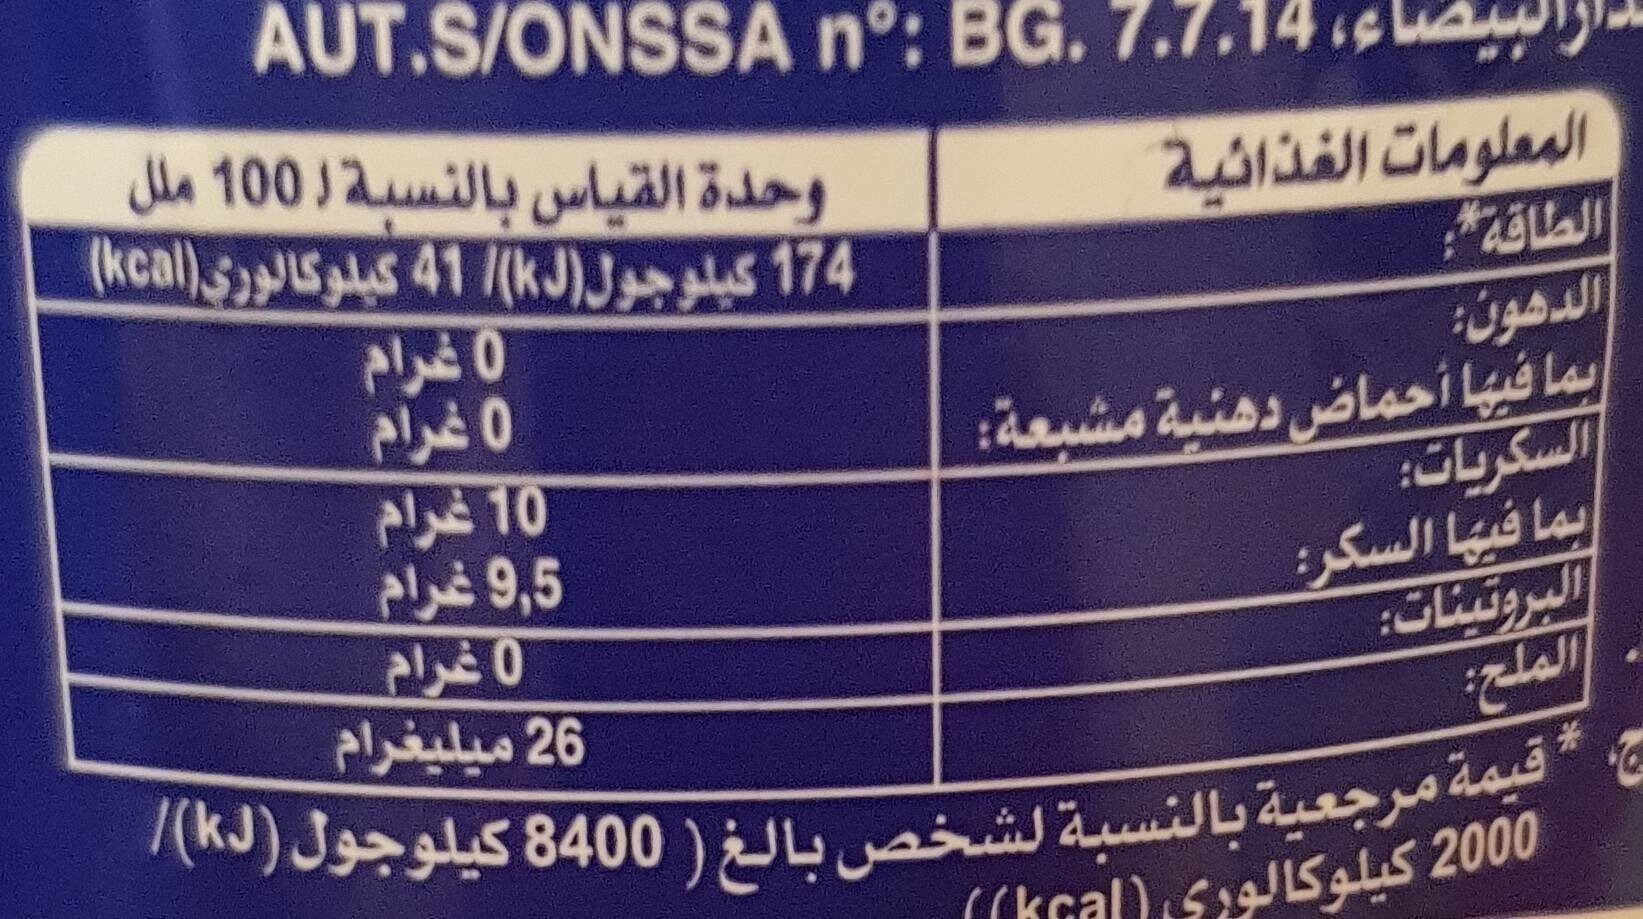 الدار البيضاء، AUT.S/ONSSA n°: BG. 7.7.14
المعلومات الغذائية وحدة القياس بالنسبة ل 100 ملل
الطاقة*: 174 كيلوجول(kJ)/ 41 كيلوكالوري(kcal)
الدهون: 0 غرام
بما فيها أحماض دهنية مشبعة: 0 غرام
السكريات: 10 غرام
بما فيها السكر: 9,5 غرام
البروتينات: 0 غرام
الملح: 26 ميليغرام
* قيمة مرجعية بالنسبة لشخص بالغ ( 8400 كيلوجول (kJ)/
2000 كيلوكالوري (kcal))